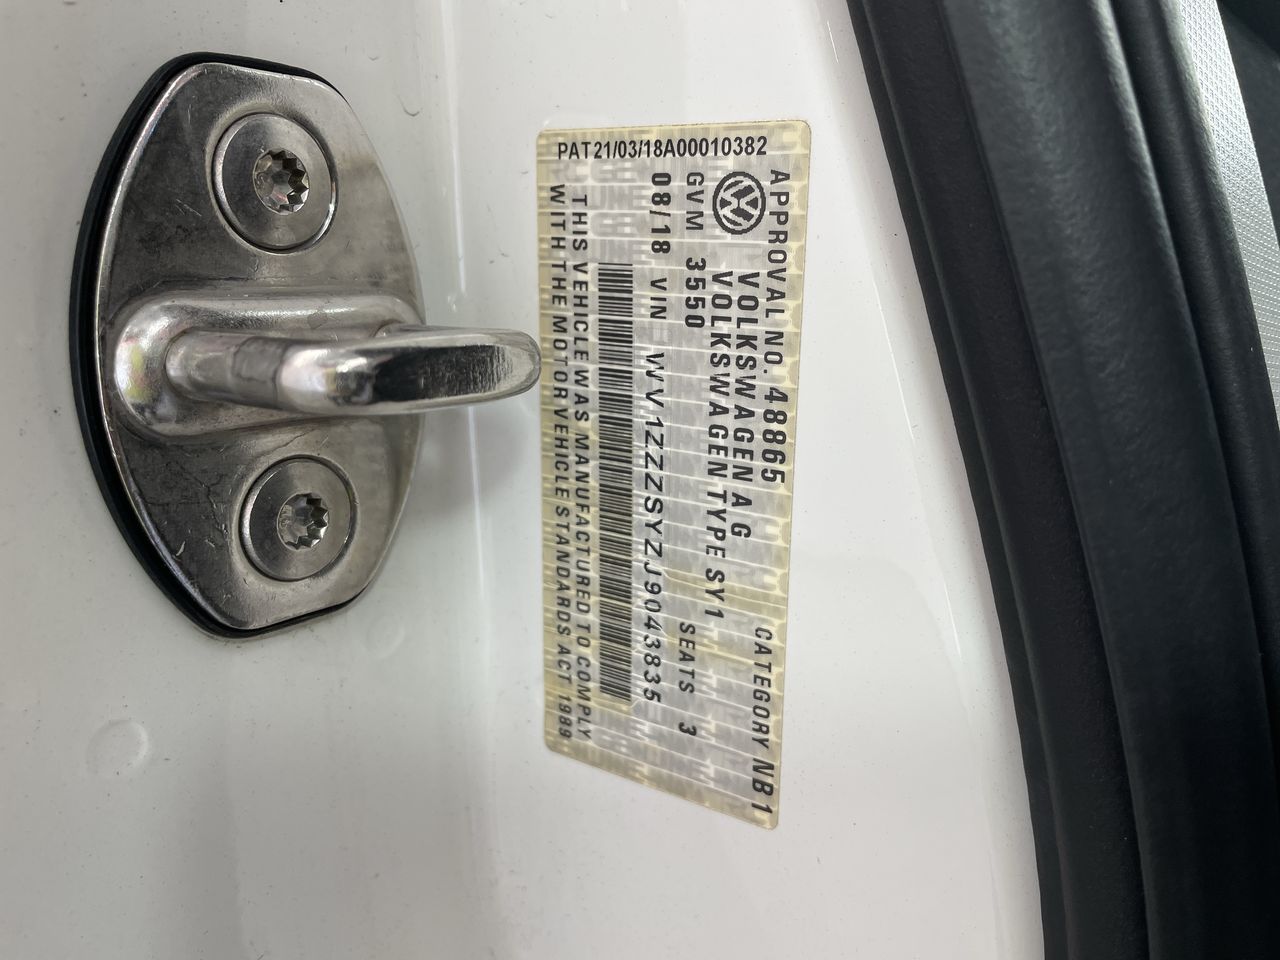 PAT21/03/18A00010382
APPROVAL NO. 48865 CATEGORY NB1
VOLKSWAGEN AG
VOLKSWAGEN TYPE SY1
GVM 3550 SEATS 3
08/18 VIN WV1ZZZSYZJ9043835
THIS VEHICLE WAS MANUFACTURED TO COMPLY
WITH THE MOTOR VEHICLE STANDARDS ACT 1989